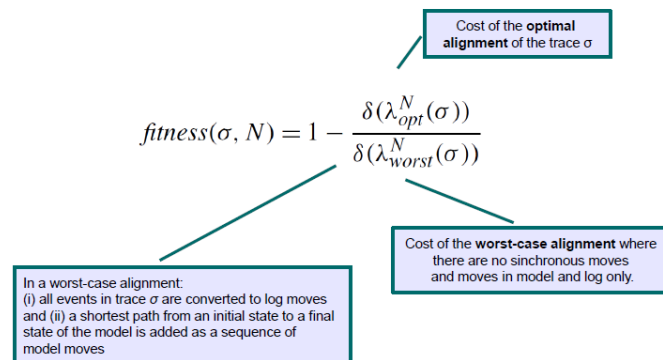 Cost of the optimal
alignment of the trace σ
fitness(σ, N) = 1 − δ(λ_opt^N(σ)) / δ(λ_worst^N(σ))
Cost of the worst-case alignment where
there are no sinchronous moves
and moves in model and log only.
In a worst-case alignment:
(i) all events in trace σ are converted to log moves
and (ii) a shortest path from an initial state to a final
state of the model is added as a sequence of
model moves